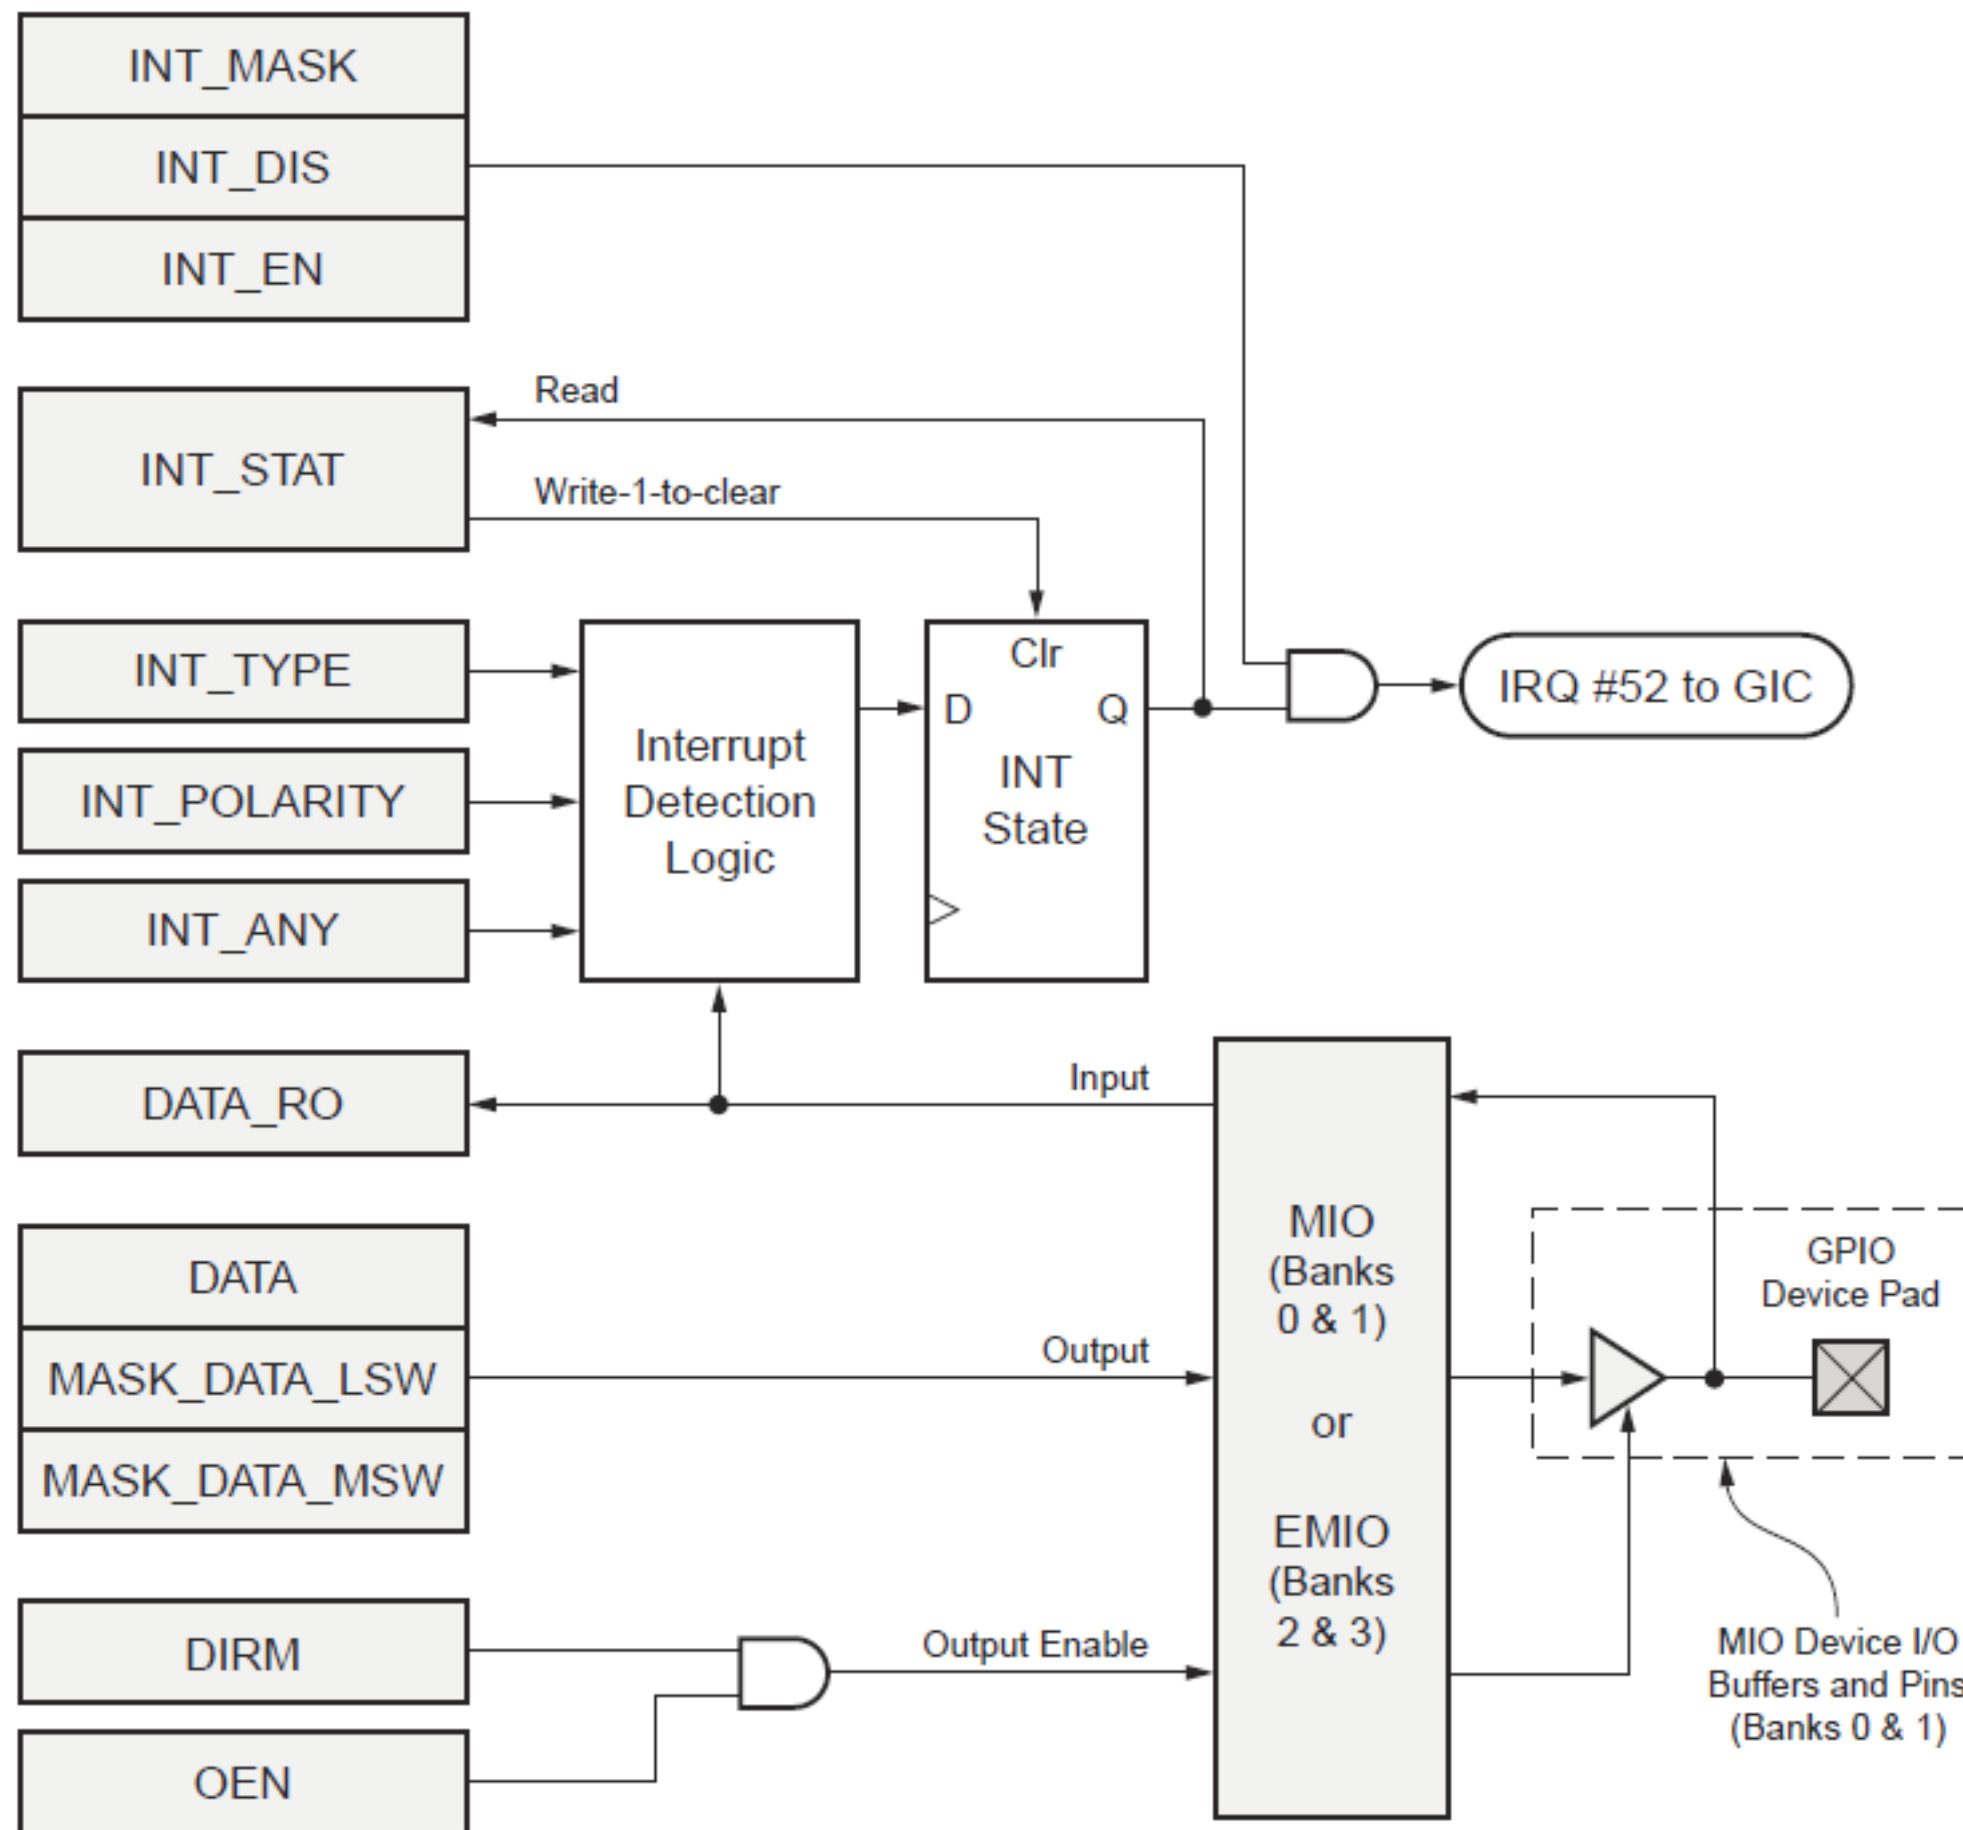 INT_MASK
INT_DIS
INT_EN
Read
INT_STAT
Write-1-to-clear
INT_TYPE
INT_POLARITY
INT_ANY
Interrupt
Detection
Logic
Clr
D
Q
INT
State
IRQ #52 to GIC
DATA_RO
Input
DATA
MASK_DATA_LSW
MASK_DATA_MSW
Output
MIO
(Banks
0 & 1)
or
EMIO
(Banks
2 & 3)
GPIO
Device Pad
DIRM
OEN
Output Enable
MIO Device I/O
Buffers and Pins
(Banks 0 & 1)